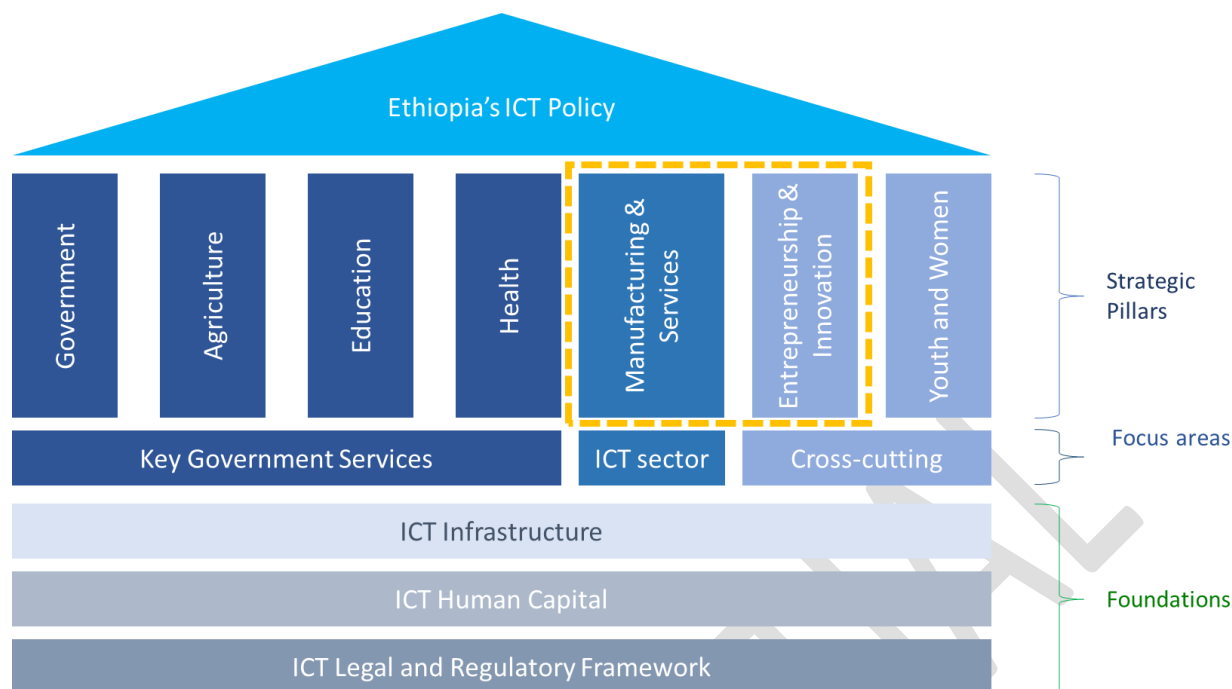 Ethiopia's ICT Policy
Government
Agriculture
Education
Health
Manufacturing &
Services
Entrepreneurship &
Innovation
Youth and Women
Strategic
Pillars
Key Government Services
ICT sector
Cross-cutting
Focus areas
ICT Infrastructure
ICT Human Capital
Foundations
ICT Legal and Regulatory Framework